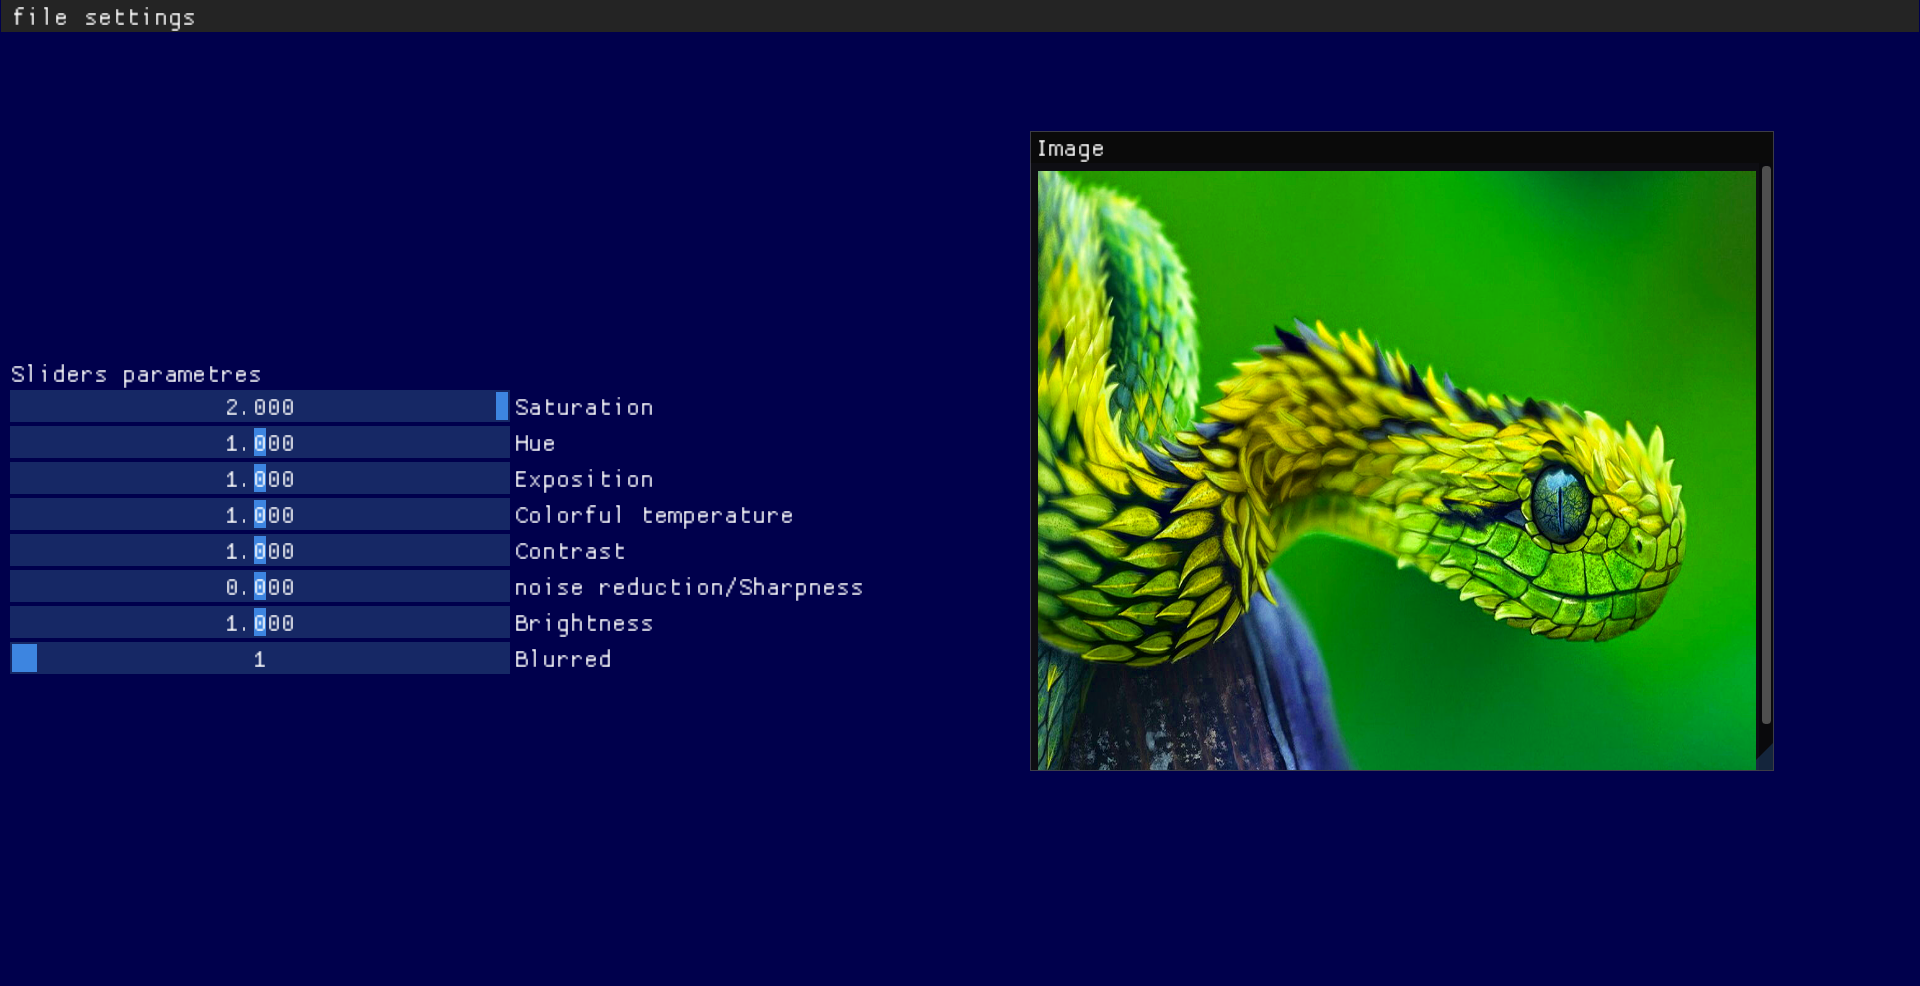 file settings
Image
Sliders parametres
2.000 Saturation
1.000 Hue
1.000 Exposition
1.000 Colorful temperature
1.000 Contrast
0.000 noise reduction/Sharpness
1.000 Brightness
1 Blurred